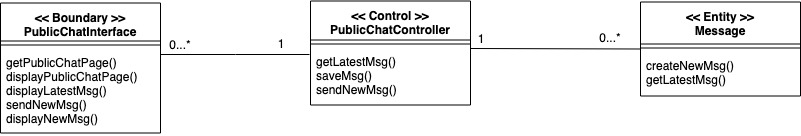 << Boundary >>
PublicChatInterface
getPublicChatPage()
displayPublicChatPage()
displayLatestMsg()
sendNewMsg()
displayNewMsg()
0...*
1
<< Control >>
PublicChatController
getLatestMsg()
saveMsg()
sendNewMsg()
1
0...*
<< Entity >>
Message
createNewMsg()
getLatestMsg()